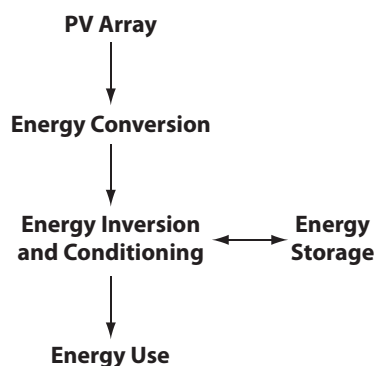 PV Array
Energy Conversion
Energy Inversion
and Conditioning
Energy
Storage
Energy Use